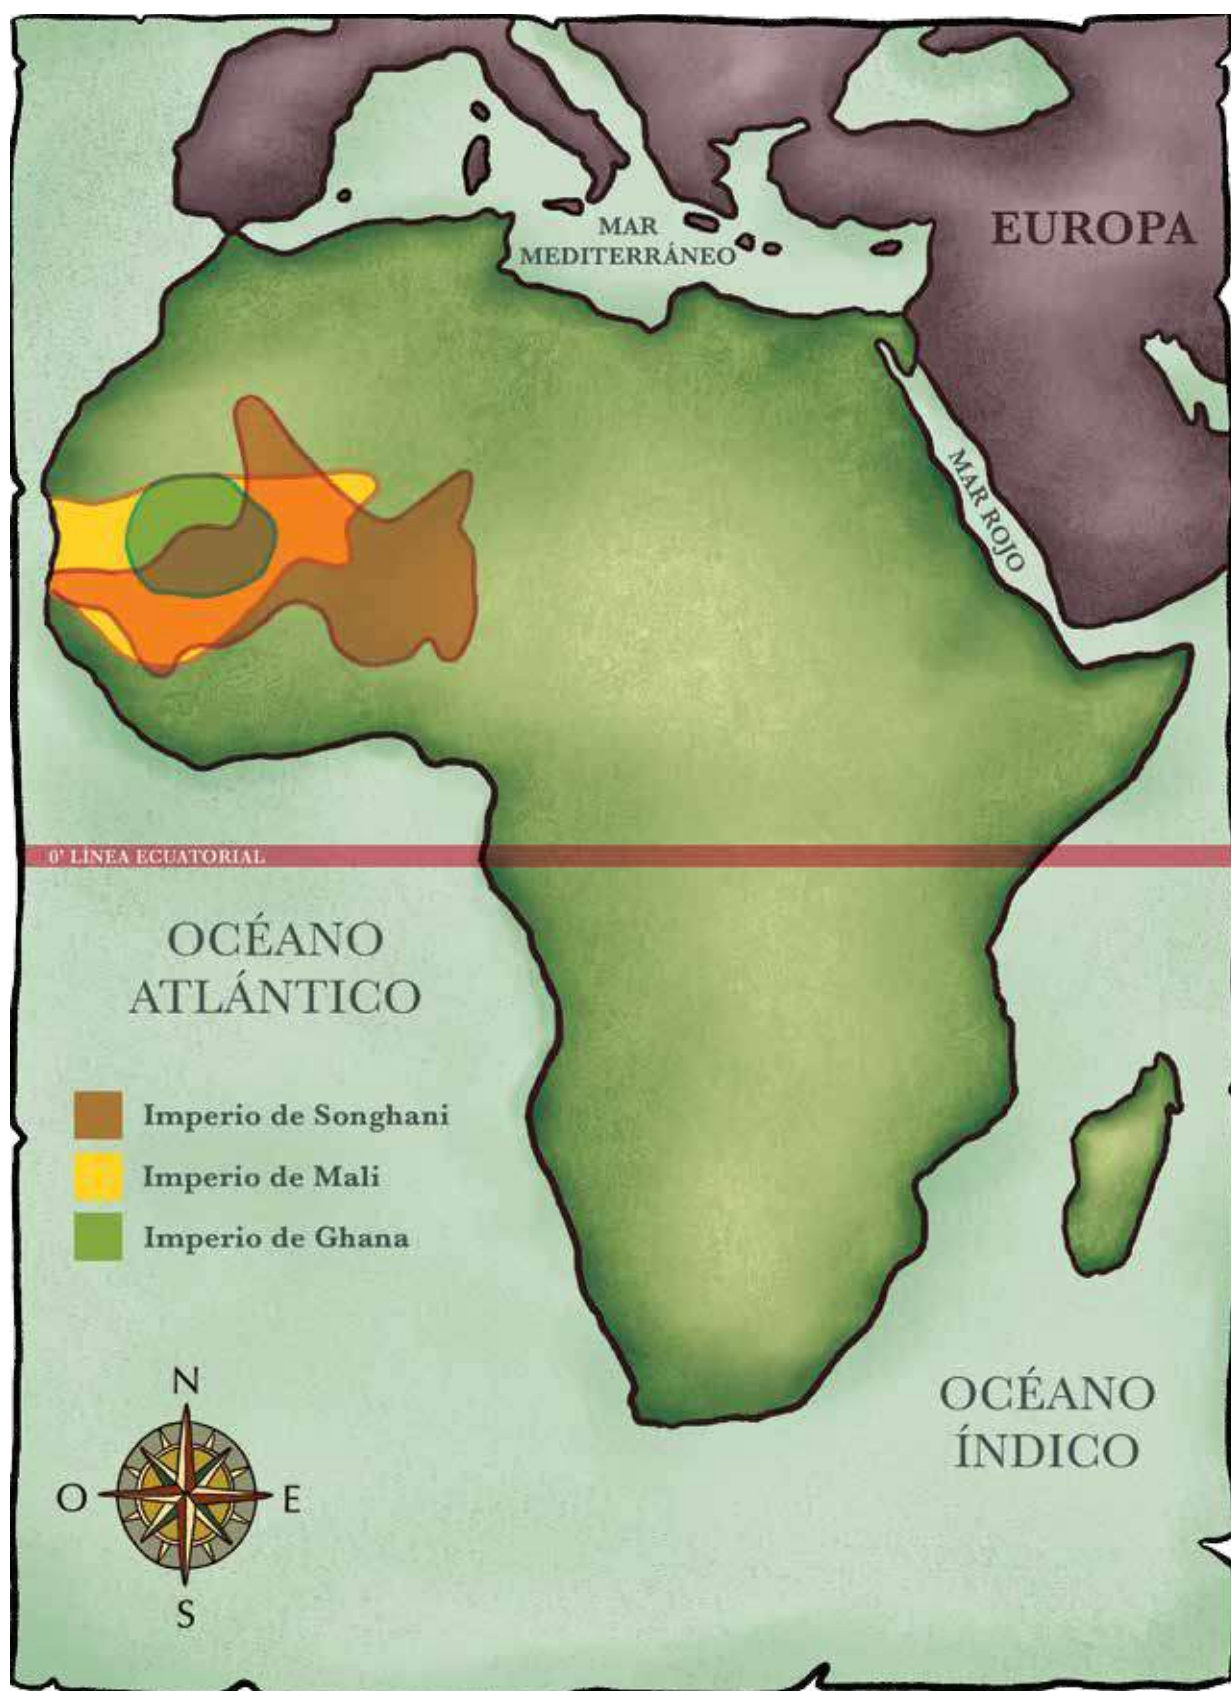 EUROPA
MAR
MEDITERRÁNEO
MAR ROJO
0° LÍNEA ECUATORIAL
OCÉANO
ATLÁNTICO
Imperio de Songhani
Imperio de Mali
Imperio de Ghana
N
O
E
S
OCÉANO
ÍNDICO